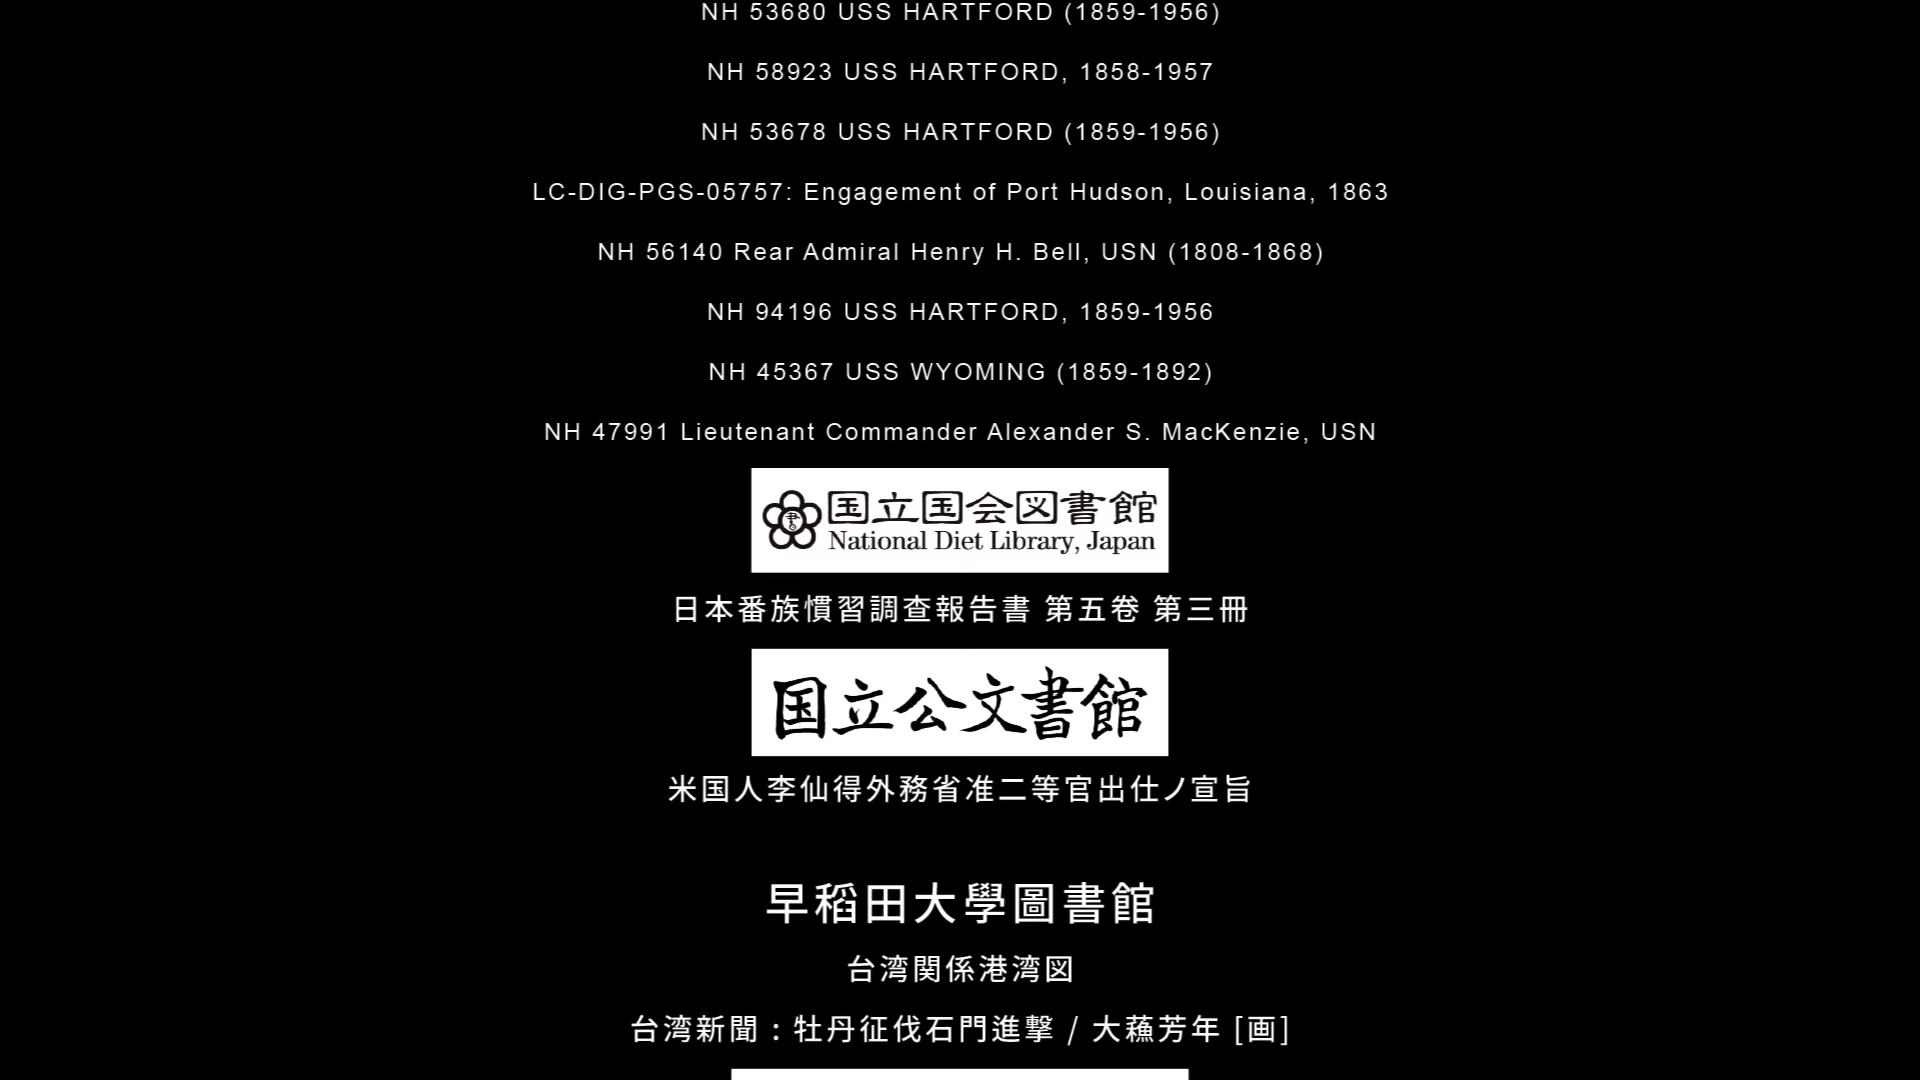 NH 53680 USS HARTFORD (1859-1956)
NH 58923 USS HARTFORD, 1858-1957
NH 53678 USS HARTFORD (1859-1956)
LC-DIG-PGS-05757: Engagement of Port Hudson, Louisiana, 1863
NH 56140 Rear Admiral Henry H. Bell, USN (1808-1868)
NH 94196 USS HARTFORD, 1859-1956
NH 45367 USS WYOMING (1859-1892)
NH 47991 Lieutenant Commander Alexander S. MacKenzie, USN
国立国会図書館
National Diet Library, Japan
日本番族慣習調查報告書 第五卷 第三冊
国立公文書館
米国人李仙得外務省准二等官出仕ノ宣旨
早稻田大學圖書館
台湾関係港湾図
台湾新聞：牡丹征伐石門進撃 / 大蘓芳年 [画]